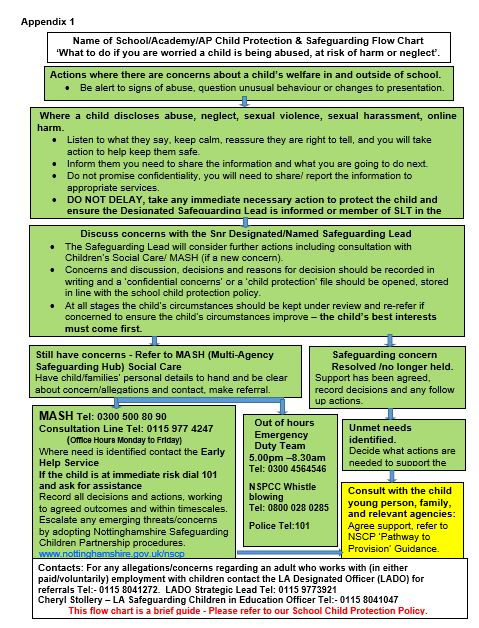 Appendix 1
Name of School/Academy/AP Child Protection & Safeguarding Flow Chart
'What to do if you are worried a child is being abused, at risk of harm or neglect'.
Actions where there are concerns about a child's welfare in and outside of school.
• Be alert to signs of abuse, question unusual behaviour or changes to presentation.
Where a child discloses abuse, neglect, sexual violence, sexual harassment, online
harm.
• Listen to what they say, keep calm, reassure they are right to tell, and you will take
action to help keep them safe.
• Inform them you need to share the information and what you are going to do next.
• Do not promise confidentiality, you will need to share/ report the information to
appropriate services.
• DO NOT DELAY, take any immediate necessary action to protect the child and
ensure the Designated Safeguarding Lead is informed or member of SLT in the
Discuss concerns with the Snr Designated/Named Safeguarding Lead
• The Safeguarding Lead will consider further actions including consultation with
Children's Social Care/ MASH (if a new concern).
• Concerns and discussion, decisions and reasons for decision should be recorded in
writing and a 'confidential concerns' or a 'child protection' file should be opened, stored
in line with the school child protection policy.
• At all stages the child's circumstances should be kept under review and re-refer if
concerned to ensure the child's circumstances improve – the child's best interests
must come first.
Still have concerns - Refer to MASH (Multi-Agency
Safeguarding Hub) Social Care
Have child/families' personal details to hand and be clear
about concern/allegations and contact, make referral.
Safeguarding concern
Resolved /no longer held.
Support has been agreed,
record decisions and any follow
up actions.
MASH Tel: 0300 500 80 90
Consultation Line Tel: 0115 977 4247
(Office Hours Monday to Friday)
Where need is identified contact the Early
Help Service
If the child is at immediate risk dial 101
and ask for assistance
Record all decisions and actions, working
to agreed outcomes and within timescales.
Escalate any emerging threats/concerns
by adopting Nottinghamshire Safeguarding
Children Partnership procedures.
www.nottinghamshire.gov.uk/nscp
Out of hours
Emergency
Duty Team
5.00pm –8.30am
Tel: 0300 4564546
NSPCC Whistle
blowing
Tel: 0800 028 0285
Police Tel:101
Unmet needs
identified.
Decide what actions are
needed to support the
Consult with the child
young person, family,
and relevant agencies:
Agree support, refer to
NSCP 'Pathway to
Provision' Guidance.
Contacts: For any allegations/concerns regarding an adult who works with (in either
paid/voluntarily) employment with children contact the LA Designated Officer (LADO) for
referrals Tel:- 0115 8041272. LADO Strategic Lead Tel: 0115 9773921
Cheryl Stollery – LA Safeguarding Children in Education Officer Tel:- 0115 8041047
This flow chart is a brief guide - Please refer to our School Child Protection Policy.